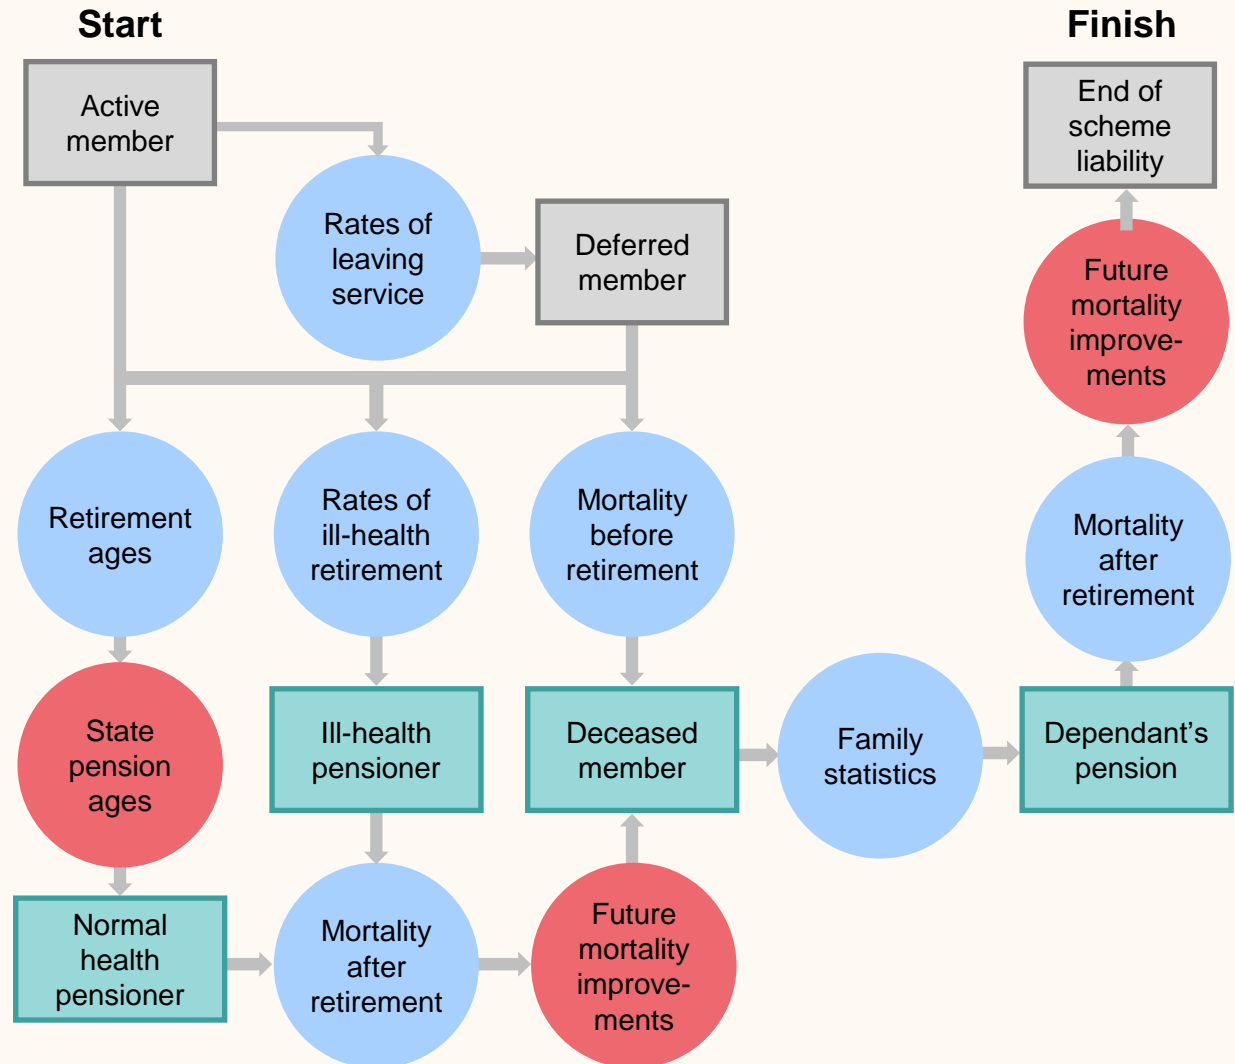 Start
Finish
Active
member
End of
scheme
liability
Rates of
leaving
service
Deferred
member
Future
mortality
improve-
ments
Retirement
ages
Rates of
ill-health
retirement
Mortality
before
retirement
Mortality
after
retirement
State
pension
ages
Ill-health
pensioner
Deceased
member
Family
statistics
Dependant’s
pension
Normal
health
pensioner
Mortality
after
retirement
Future
mortality
improve-
ments